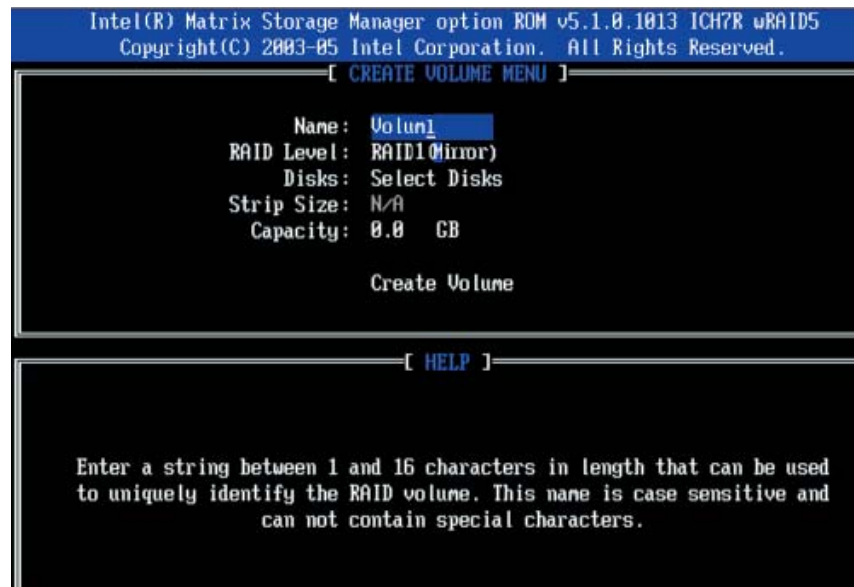 Intel(R) Matrix Storage Manager option ROM v5.1.0.1013 ICH7R wRAID5
Copyright(C) 2003-05 Intel Corporation. All Rights Reserved.
[ CREATE VOLUME MENU ]
Name: Volum1
RAID Level: RAID1(Mirror)
Disks: Select Disks
Strip Size: N/A
Capacity: 0.0 GB
Create Volume
[ HELP ]
Enter a string between 1 and 16 characters in length that can be used
to uniquely identify the RAID volume. This name is case sensitive and
can not contain special characters.